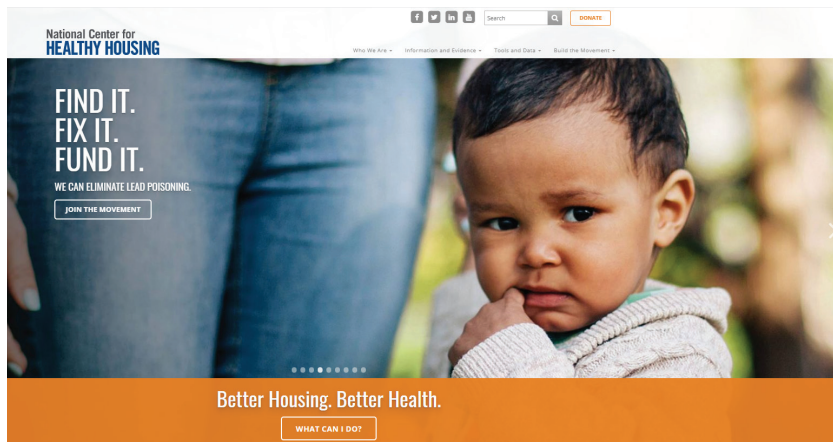 Search
DONATE
National Center for
HEALTHY HOUSING
Who We Are
Information and Evidence
Tools and Data
Build the Movement
FIND IT.
FIX IT.
FUND IT.
WE CAN ELIMINATE LEAD POISONING.
JOIN THE MOVEMENT
Better Housing. Better Health.
WHAT CAN I DO?